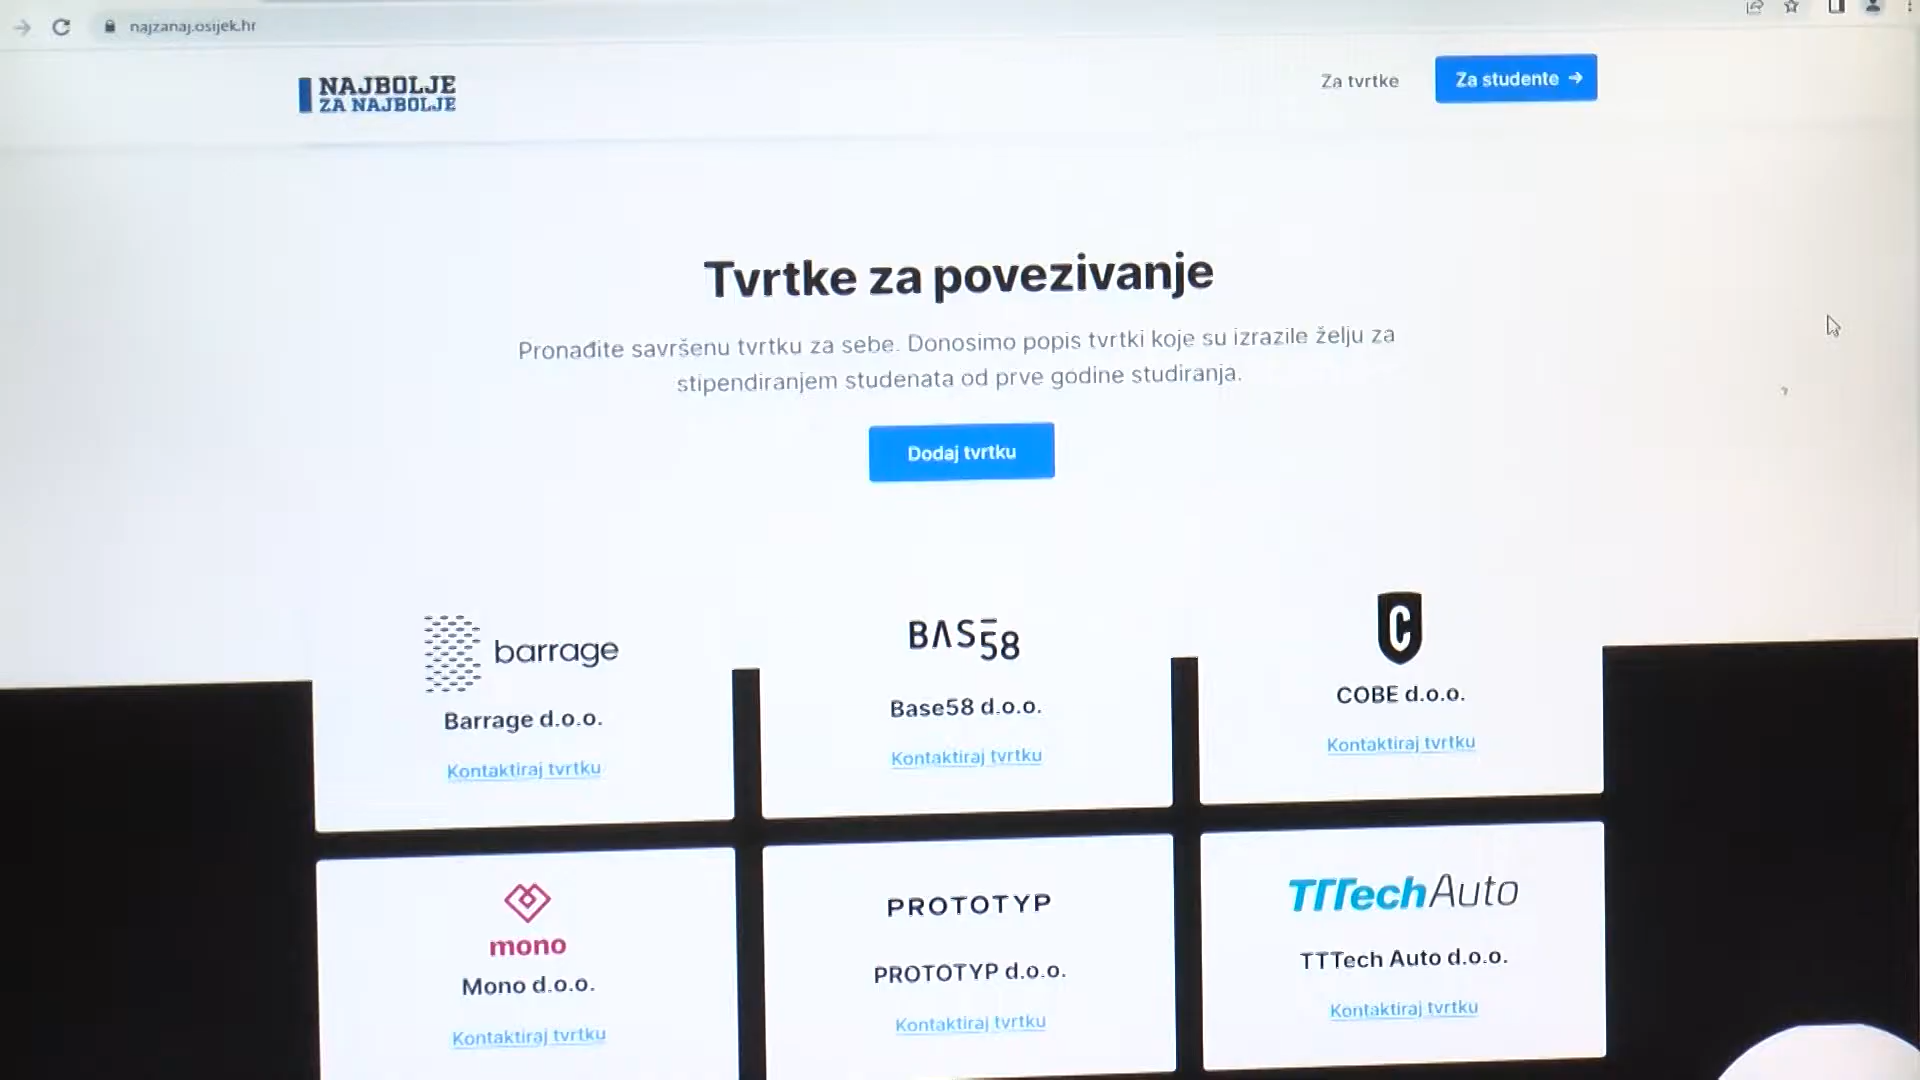 najzanaj.osijek.hr
NAJBOLJE
ZA NAJBOLJE
Za tvrtke
Za studente →
Tvrtke za povezivanje
Pronađite savršenu tvrtku za sebe. Donosimo popis tvrtki koje su izrazile želju za
stipendiranjem studenata od prve godine studiranja.
Dodaj tvrtku
barrage
Barrage d.o.o.
Kontaktiraj tvrtku
BAS58
Base58 d.o.o.
Kontaktiraj tvrtku
C
COBE d.o.o.
Kontaktiraj tvrtku
mono
Mono d.o.o.
Kontaktiraj tvrtku
PROTOTYP
PROTOTYP d.o.o.
Kontaktiraj tvrtku
TTTech Auto
TTTech Auto d.o.o.
Kontaktiraj tvrtku